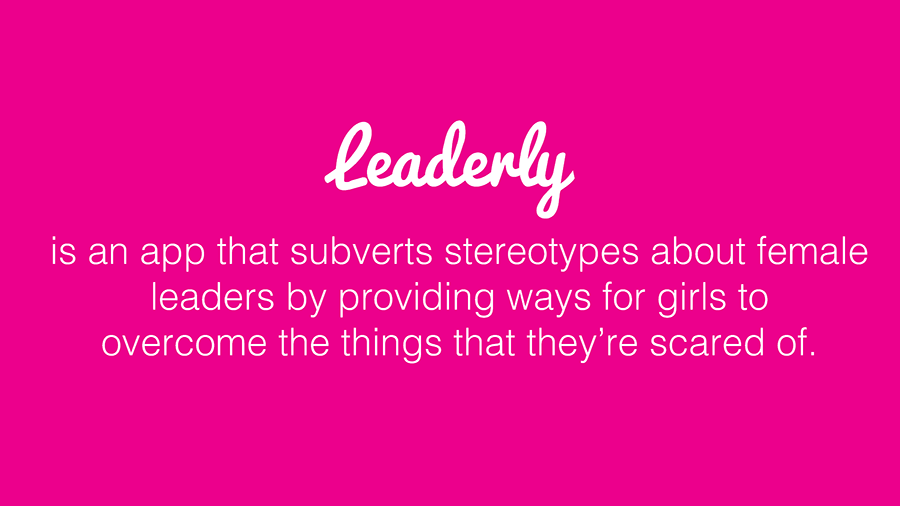 Leaderly
is an app that subverts stereotypes about female
leaders by providing ways for girls to
overcome the things that they’re scared of.